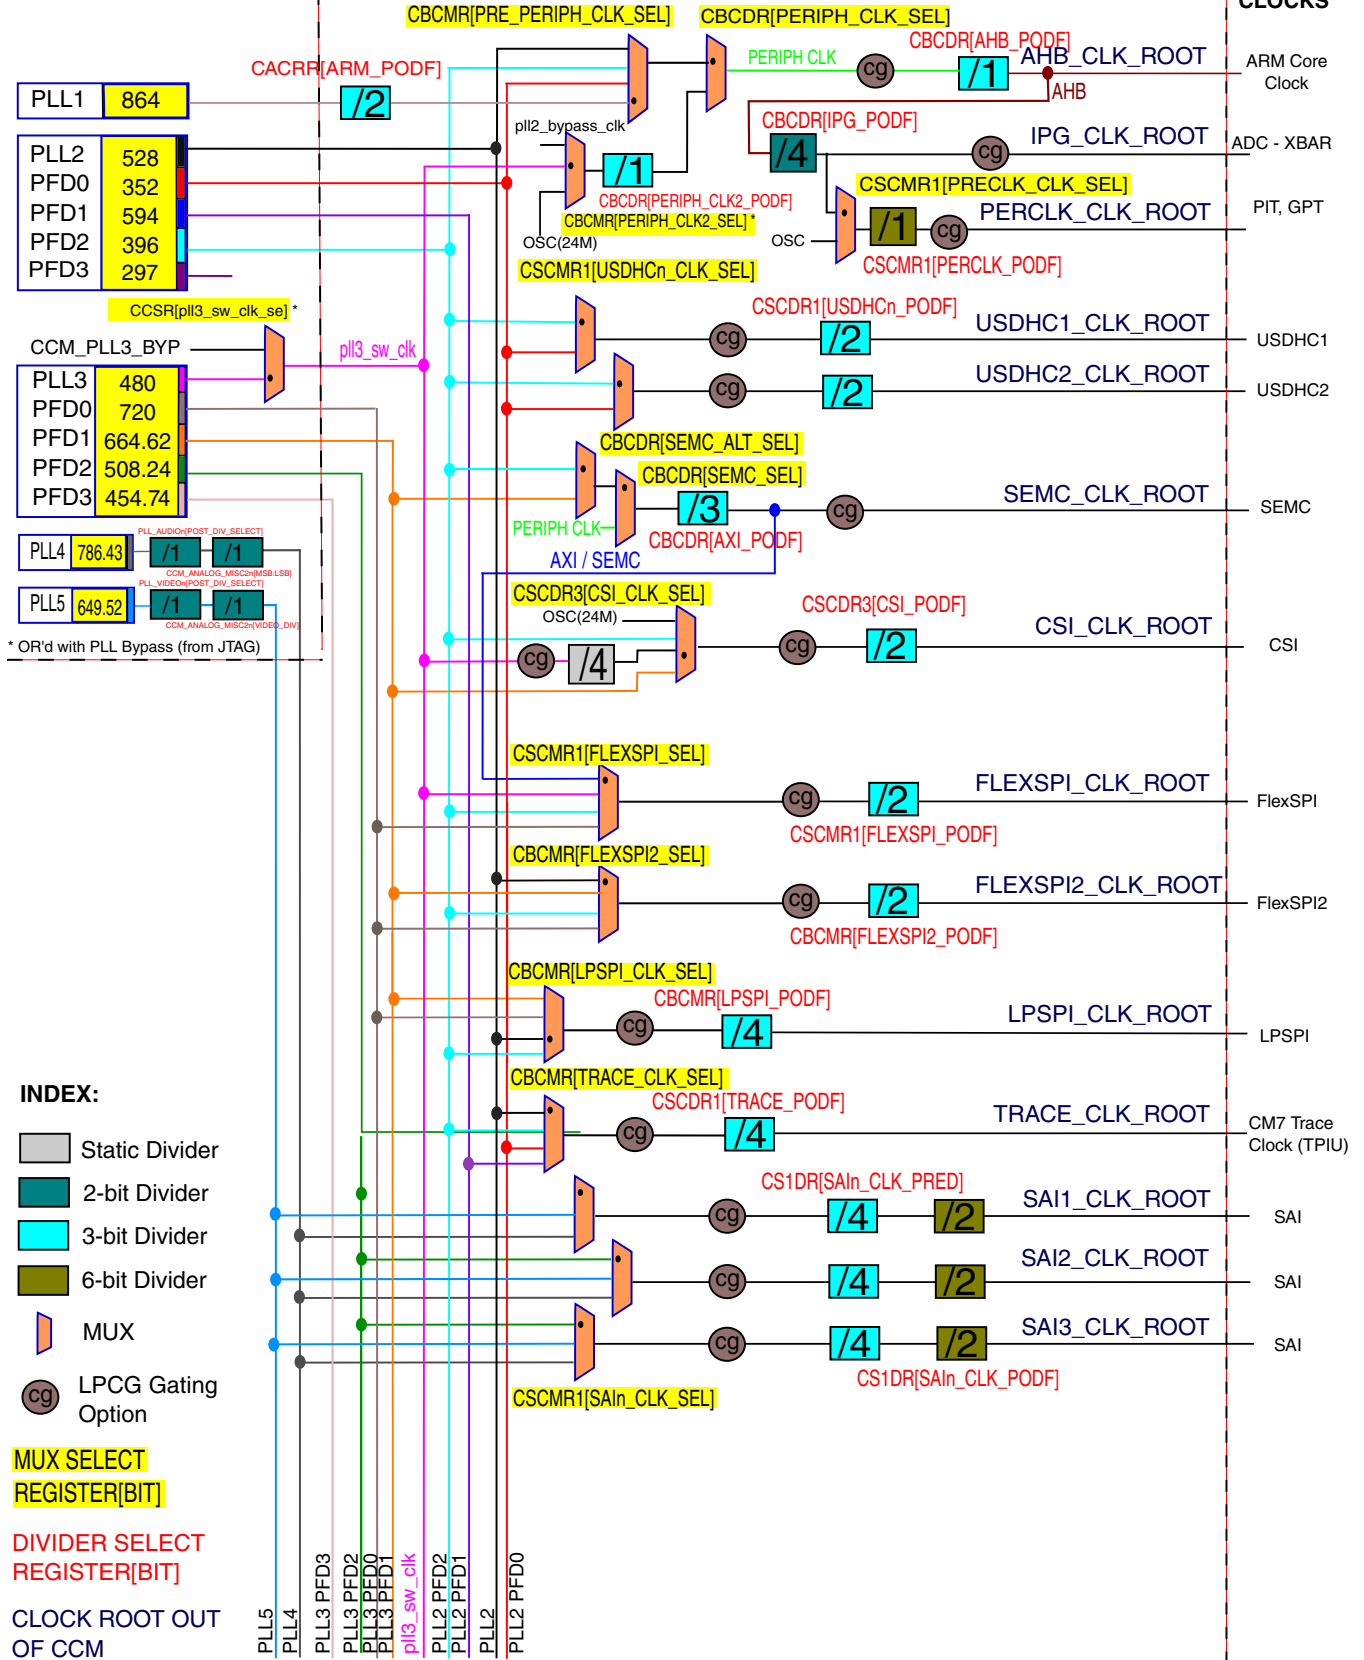 CLOCKS
CBCMR[PRE_PERIPH_CLK_SEL]
CBCDR[PERIPH_CLK_SEL]
CACRR[ARM_PODF]
PERIPH CLK
cg
CBCDR[AHB_PODF]
/1
AHB_CLK_ROOT
ARM Core
Clock
AHB
PLL1 864
/2
pll2_bypass_clk
CBCDR[IPG_PODF]
/4
cg
IPG_CLK_ROOT
ADC - XBAR
PLL2 528
PFD0 352
PFD1 594
PFD2 396
PFD3 297
/1
CBCDR[PERIPH_CLK2_PODF]
CBCMR[PERIPH_CLK2_SEL] *
OSC(24M)
CSCMR1[PRECLK_CLK_SEL]
OSC
/1
cg
PERCLK_CLK_ROOT
PIT, GPT
CSCMR1[PERCLK_PODF]
CSCMR1[USDHCn_CLK_SEL]
CCSR[pll3_sw_clk_se] *
CCM_PLL3_BYP
pll3_sw_clk
CSCDR1[USDHCn_PODF]
cg
/2
USDHC1_CLK_ROOT
USDHC1
cg
/2
USDHC2_CLK_ROOT
USDHC2
PLL3 480
PFD0 720
PFD1 664.62
PFD2 508.24
PFD3 454.74
CBCDR[SEMC_ALT_SEL]
CBCDR[SEMC_SEL]
/3
cg
SEMC_CLK_ROOT
SEMC
PERIPH CLK
CBCDR[AXI_PODF]
AXI / SEMC
PLL_AUDIOn[POST_DIV_SELECT]
PLL4 786.43 /1 /1
CCM_ANALOG_MISC2n[MSB:LSB]
PLL_VIDEOn[POST_DIV_SELECT]
PLL5 649.52 /1 /1
CCM_ANALOG_MISC2n[VIDEO_DIV]
* OR'd with PLL Bypass (from JTAG)
CSCDR3[CSI_CLK_SEL]
OSC(24M)
CSCDR3[CSI_PODF]
cg
/4
cg
/2
CSI_CLK_ROOT
CSI
CSCMR1[FLEXSPI_SEL]
cg
/2
FLEXSPI_CLK_ROOT
FlexSPI
CSCMR1[FLEXSPI_PODF]
CBCMR[FLEXSPI2_SEL]
cg
/2
FLEXSPI2_CLK_ROOT
FlexSPI2
CBCMR[FLEXSPI2_PODF]
CBCMR[LPSPI_CLK_SEL]
CBCMR[LPSPI_PODF]
cg
/4
LPSPI_CLK_ROOT
LPSPI
CBCMR[TRACE_CLK_SEL]
CSCDR1[TRACE_PODF]
cg
/4
TRACE_CLK_ROOT
CM7 Trace
Clock (TPIU)
CS1DR[SAIn_CLK_PRED]
cg
/4
/2
SAI1_CLK_ROOT
SAI
cg
/4
/2
SAI2_CLK_ROOT
SAI
cg
/4
/2
SAI3_CLK_ROOT
SAI
CS1DR[SAIn_CLK_PODF]
CSCMR1[SAIn_CLK_SEL]
INDEX:
Static Divider
2-bit Divider
3-bit Divider
6-bit Divider
MUX
cg
LPCG Gating
Option
MUX SELECT
REGISTER[BIT]
DIVIDER SELECT
REGISTER[BIT]
CLOCK ROOT OUT
OF CCM
PLL5
PLL4
PLL3 PFD3
PLL3 PFD2
PLL3 PFD0
PLL3 PFD1
pll3_sw_clk
PLL2 PFD2
PLL2 PFD1
PLL2
PLL2 PFD0